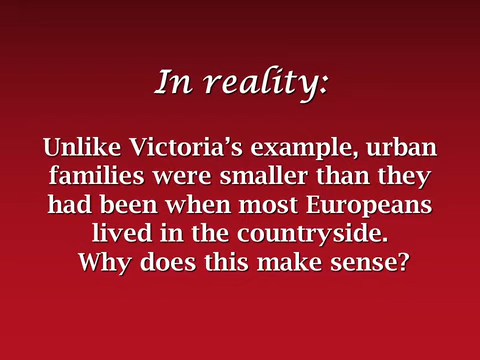 In reality:
Unlike Victoria’s example, urban
families were smaller than they
had been when most Europeans
lived in the countryside.
Why does this make sense?